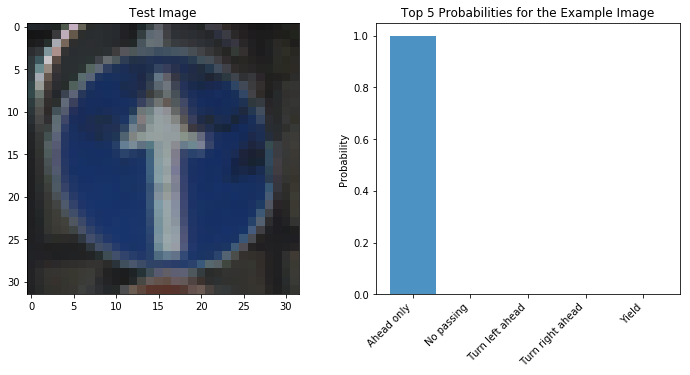 Test Image
0
5
10
15
20
25
30
0 5 10 15 20 25 30
Top 5 Probabilities for the Example Image
Probability
1.0
0.8
0.6
0.4
0.2
0.0
Ahead only
No passing
Turn left ahead
Turn right ahead
Yield